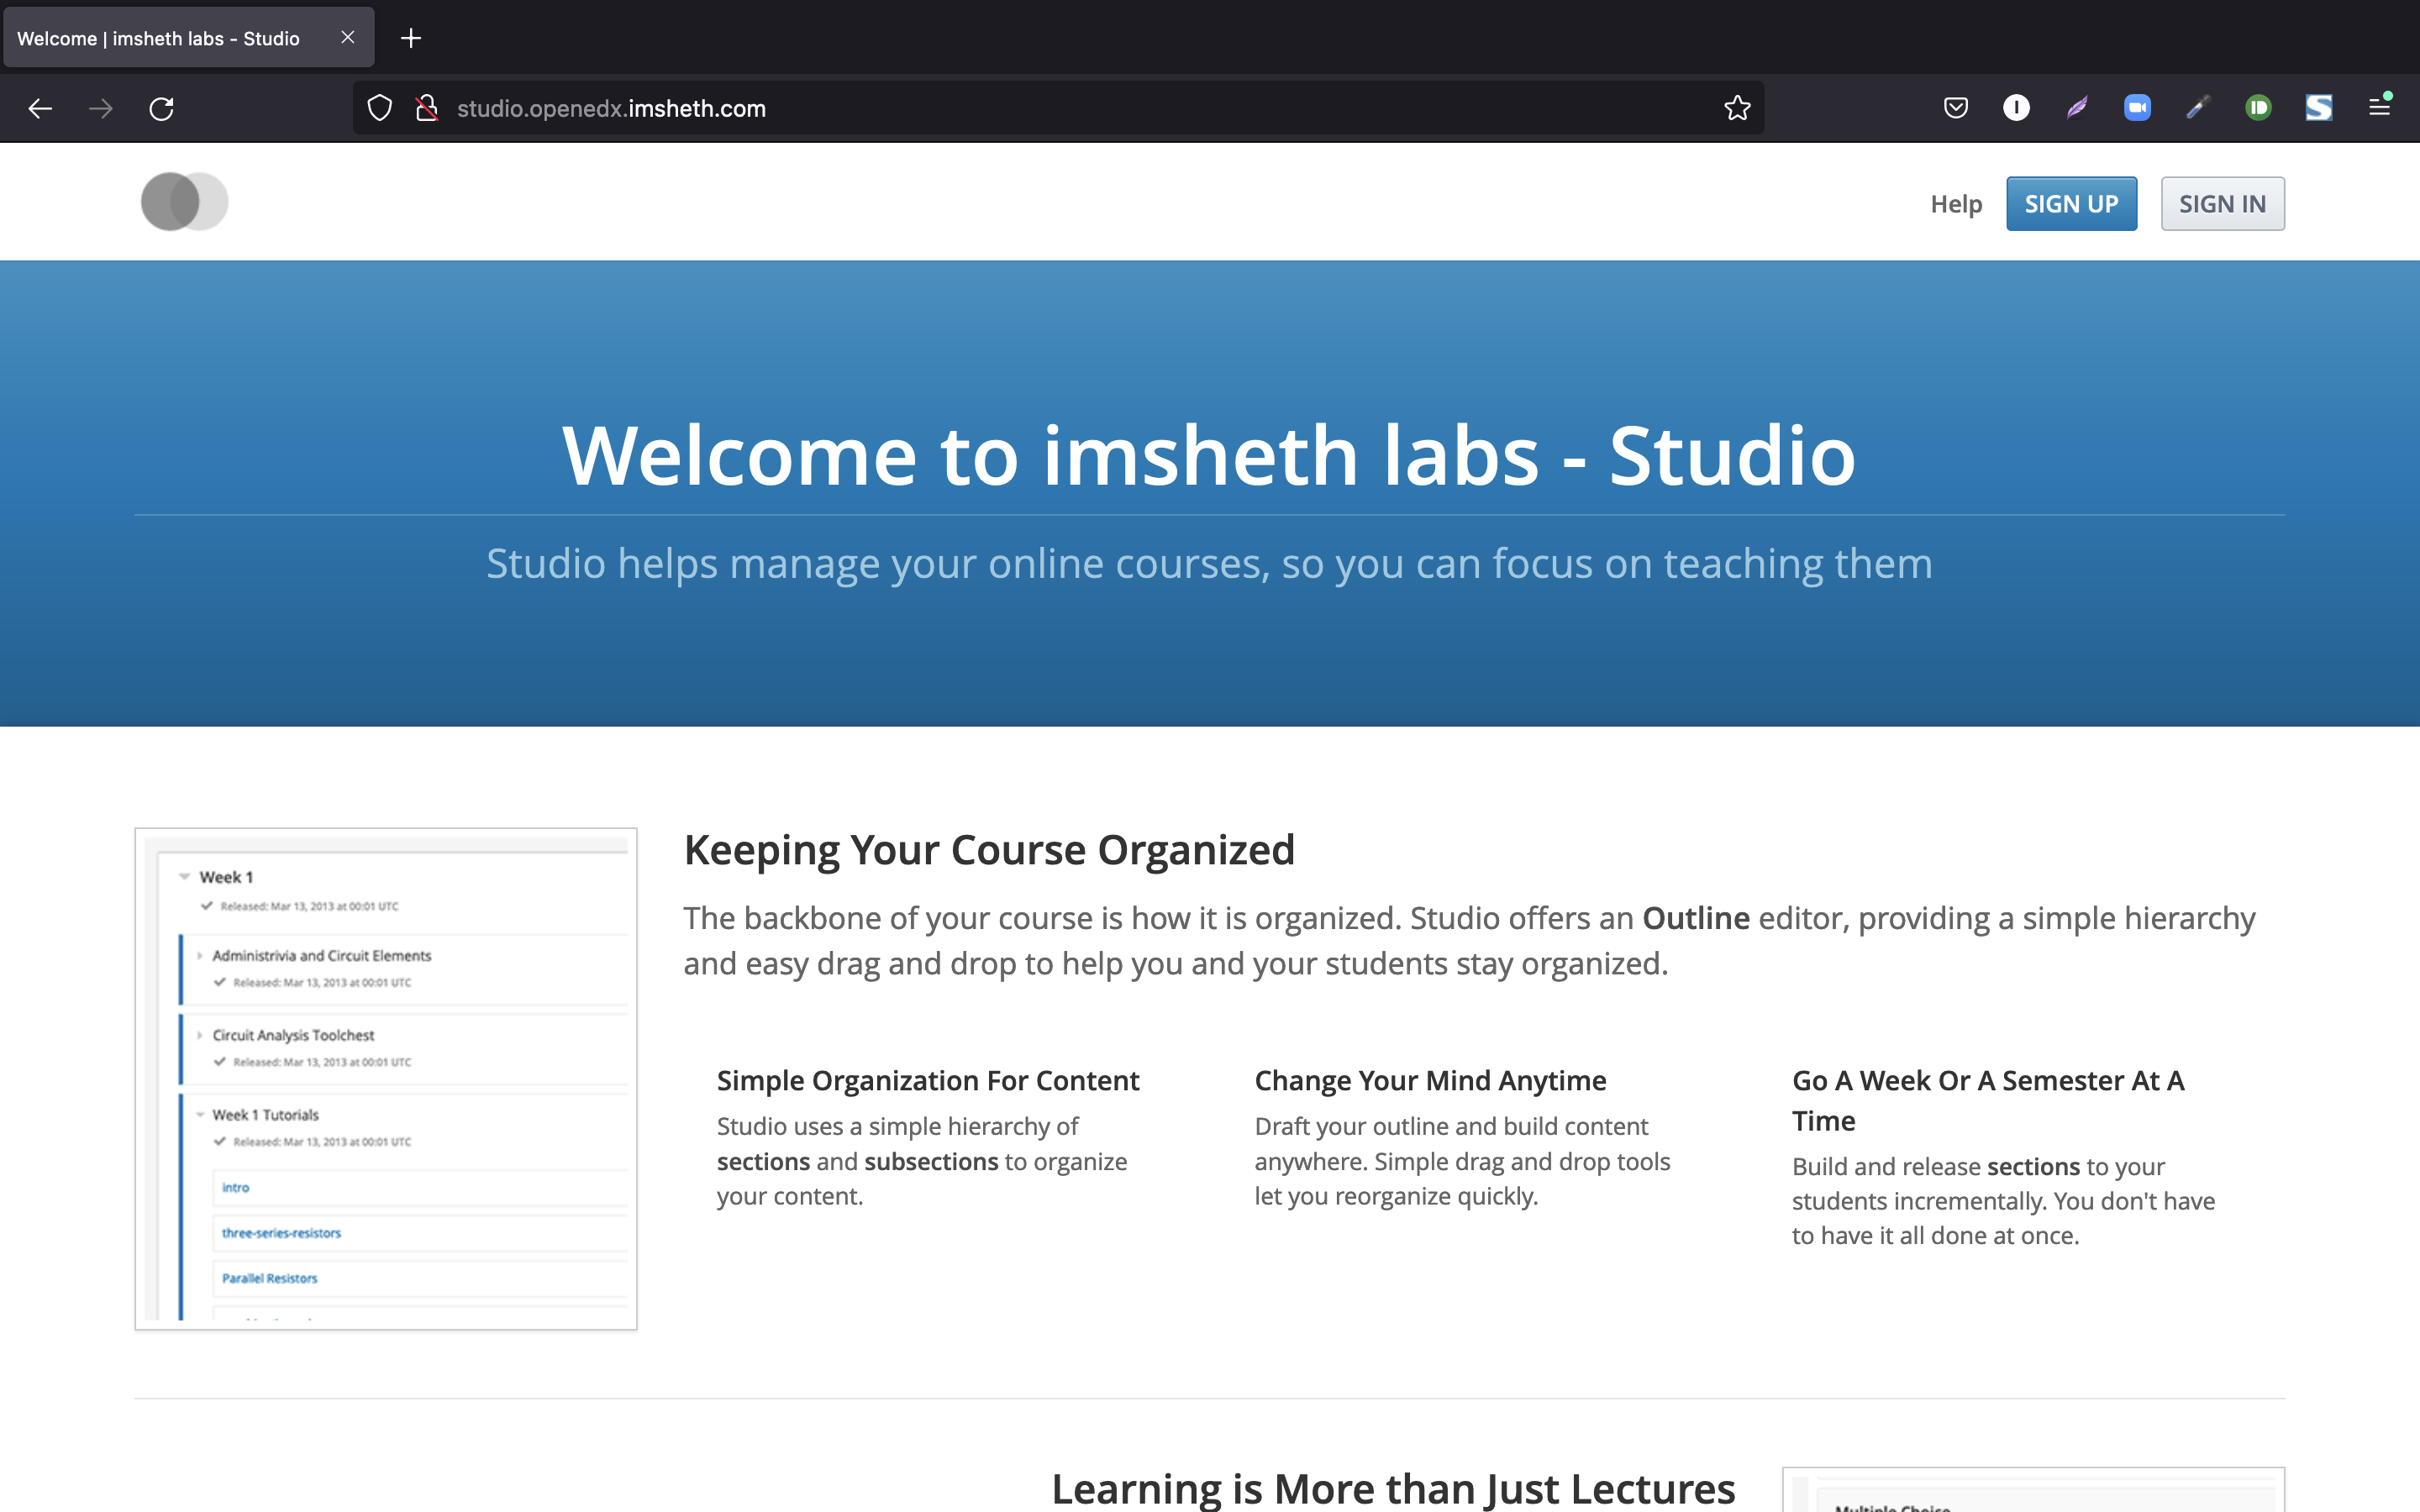 Welcome | imsheth labs - Studio
studio.openedx.imsheth.com
Help
SIGN UP
SIGN IN
Welcome to imsheth labs - Studio
Studio helps manage your online courses, so you can focus on teaching them
Week 1
Released: Mar 13, 2013 at 00:01 UTC
Administrivia and Circuit Elements
Released: Mar 13, 2013 at 00:01 UTC
Circuit Analysis Toolchest
Released: Mar 13, 2013 at 00:01 UTC
Week 1 Tutorials
Released: Mar 13, 2013 at 00:01 UTC
intro
three-series-resistors
Parallel Resistors
Keeping Your Course Organized
The backbone of your course is how it is organized. Studio offers an Outline editor, providing a simple hierarchy
and easy drag and drop to help you and your students stay organized.
Simple Organization For Content
Studio uses a simple hierarchy of
sections and subsections to organize
your content.
Change Your Mind Anytime
Draft your outline and build content
anywhere. Simple drag and drop tools
let you reorganize quickly.
Go A Week Or A Semester At A
Time
Build and release sections to your
students incrementally. You don't have
to have it all done at once.
Learning is More than Just Lectures
Multiple Choice